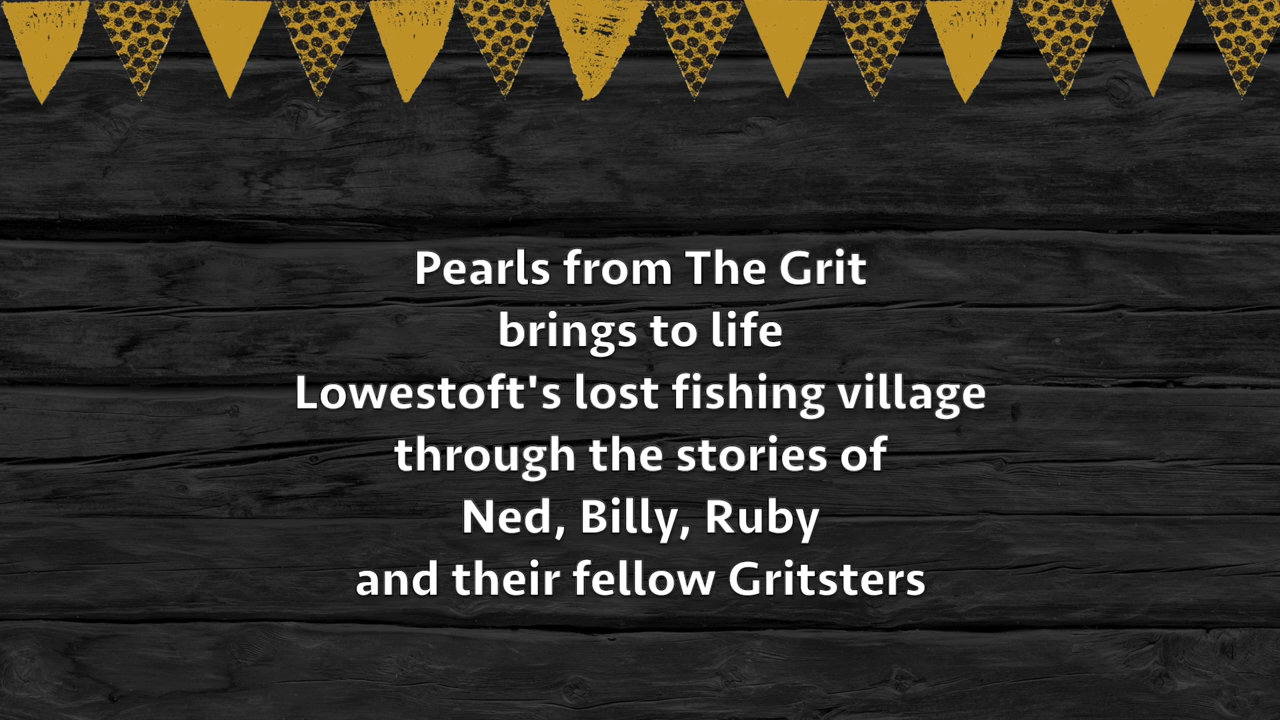 Pearls from The Grit
brings to life
Lowestoft's lost fishing village
through the stories of
Ned, Billy, Ruby
and their fellow Gritsters